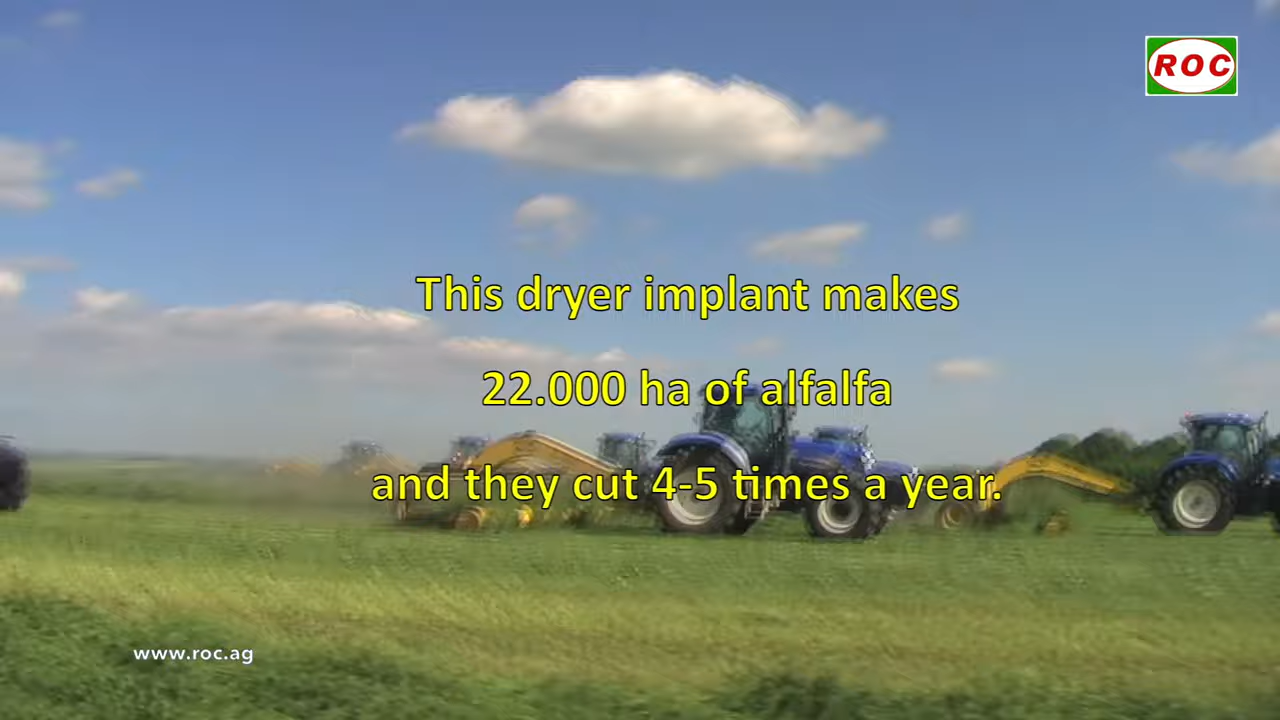 ROC
This dryer implant makes
22.000 ha of alfalfa
and they cut 4-5 times a year.
www.roc.ag